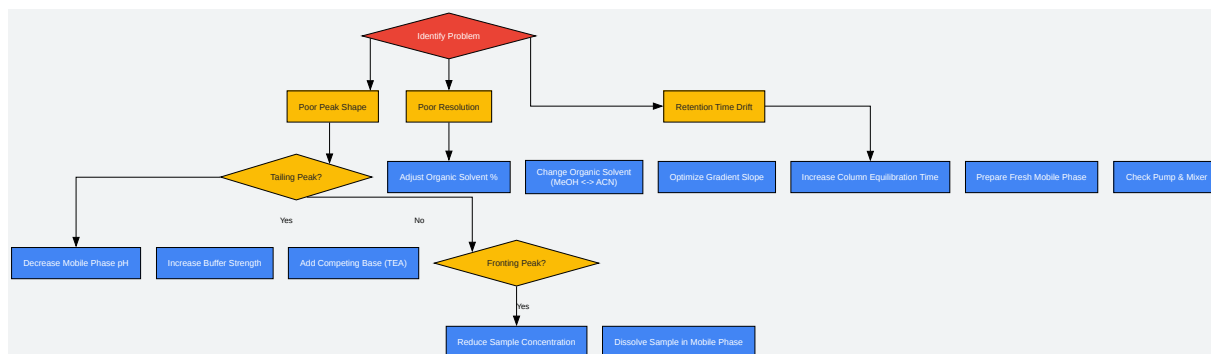 Identify Problem
Poor Peak Shape
Poor Resolution
Retention Time Drift
Tailing Peak?
Adjust Organic Solvent %
Change Organic Solvent
(MeOH <-> ACN)
Optimize Gradient Slope
Increase Column Equilibration Time
Prepare Fresh Mobile Phase
Check Pump & Mixer
Yes
No
Decrease Mobile Phase pH
Increase Buffer Strength
Add Competing Base (TEA)
Fronting Peak?
Yes
Reduce Sample Concentration
Dissolve Sample in Mobile Phase